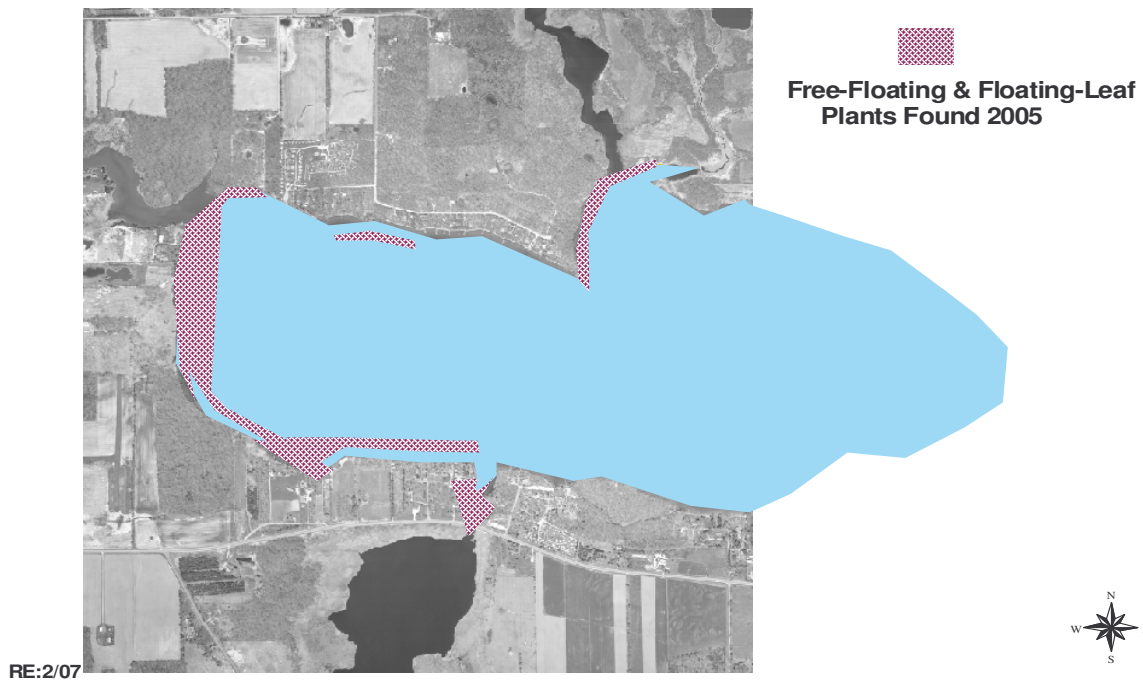 Free-Floating & Floating-Leaf
Plants Found 2005
N
W
S
RE:2/07